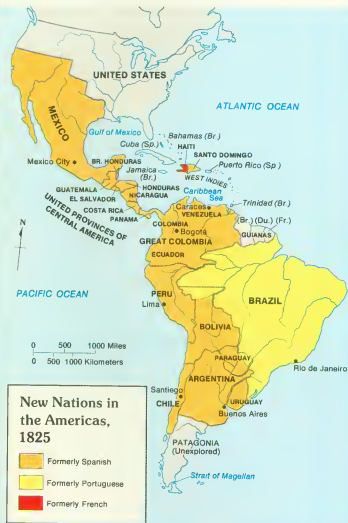 UNITED STATES
ATLANTIC OCEAN
MEXICO
Gulf of Mexico
Bahamas (Br.)
Cuba (Sp.)
HAITI
SANTO DOMINGO
Mexico City
BR. HONDURAS
Jamaica
(Br.)
Puerto Rico (Sp.)
WEST INDIES
GUATEMALA
HONDURAS
Caribbean
Sea
EL SALVADOR
NICARAGUA
Trinidad (Br.)
COSTA RICA
PANAMA
UNITED PROVINCES OF
CENTRAL AMERICA
Caracas
VENEZUELA
(Br.) (Du.) (Fr.)
GUIANAS
COLOMBIA
Bogotá
GREAT COLOMBIA
N
ECUADOR
PACIFIC OCEAN
PERU
Lima
BRAZIL
0 500 1000 Miles
0 500 1000 Kilometers
BOLIVIA
PARAGUAY
Rio de Janeiro
ARGENTINA
Santiago
CHILE
URUGUAY
Buenos Aires
PATAGONIA
(Unexplored)
Strait of Magellan
New Nations in
the Americas,
1825
Formerly Spanish
Formerly Portuguese
Formerly French